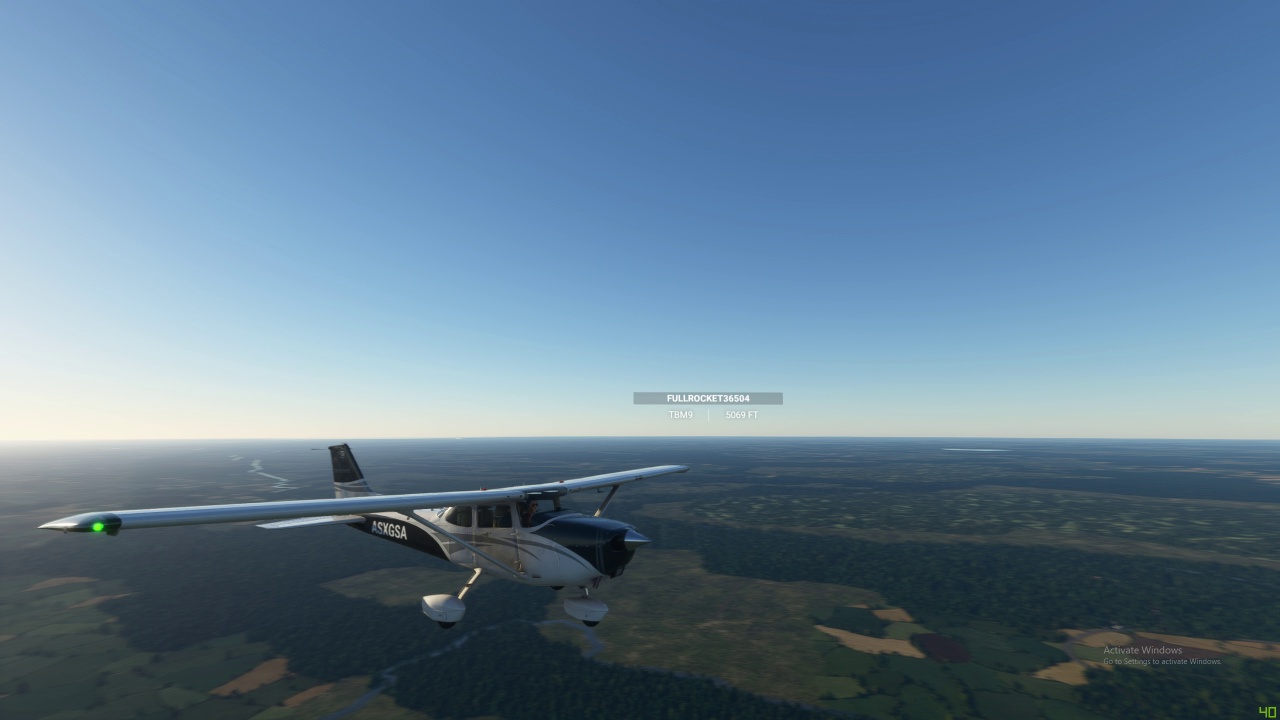 FULLROCKET36504
TBM9 | 5069 FT
ASXGSA
Activate Windows
Go to Settings to activate Windows.
40